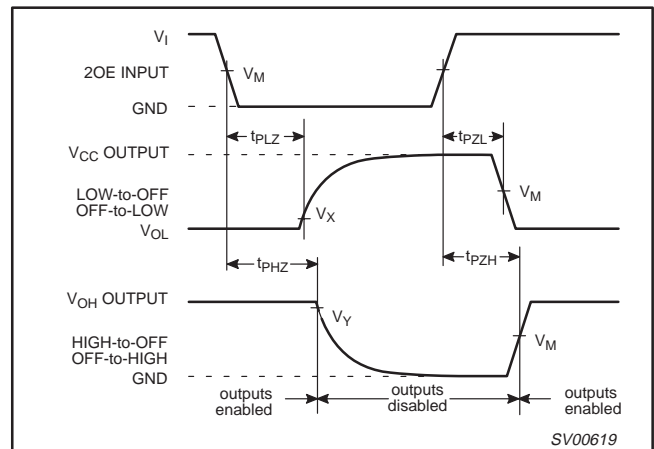 VI
2OE INPUT
VM
GND
tPLZ
tPZL
VCC OUTPUT
LOW-to-OFF
OFF-to-LOW
VM
VX
VOL
tPHZ
tPZH
VOH OUTPUT
VY
HIGH-to-OFF
OFF-to-HIGH
VM
GND
outputs
enabled
outputs
disabled
outputs
enabled
SV00619